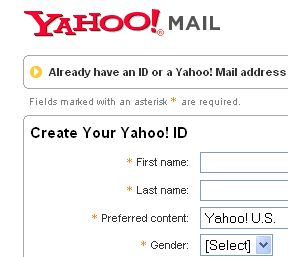 YAHOO! MAIL
Already have an ID or a Yahoo! Mail address
Fields marked with an asterisk * are required.
Create Your Yahoo! ID
* First name:
* Last name:
* Preferred content: Yahoo! U.S.
* Gender: [Select]